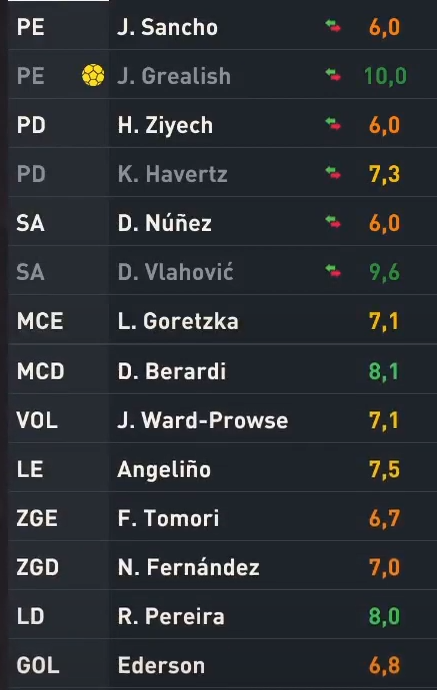 PE J. Sancho 6,0
PE J. Grealish 10,0
PD H. Ziyech 6,0
PD K. Havertz 7,3
SA D. Núñez 6,0
SA D. Vlahović 9,6
MCE L. Goretzka 7,1
MCD D. Berardi 8,1
VOL J. Ward-Prowse 7,1
LE Angeliño 7,5
ZGE F. Tomori 6,7
ZGD N. Fernández 7,0
LD R. Pereira 8,0
GOL Ederson 6,8